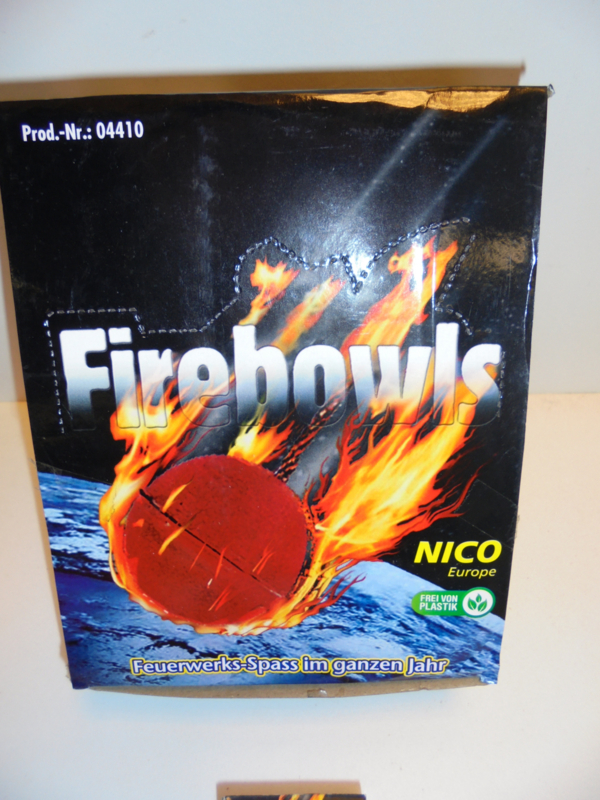 Prod.-Nr.: 04410
Firebowls
NICO
Europe
FREI VON
PLASTIK
Feuerwerks-Spass im ganzen Jahr